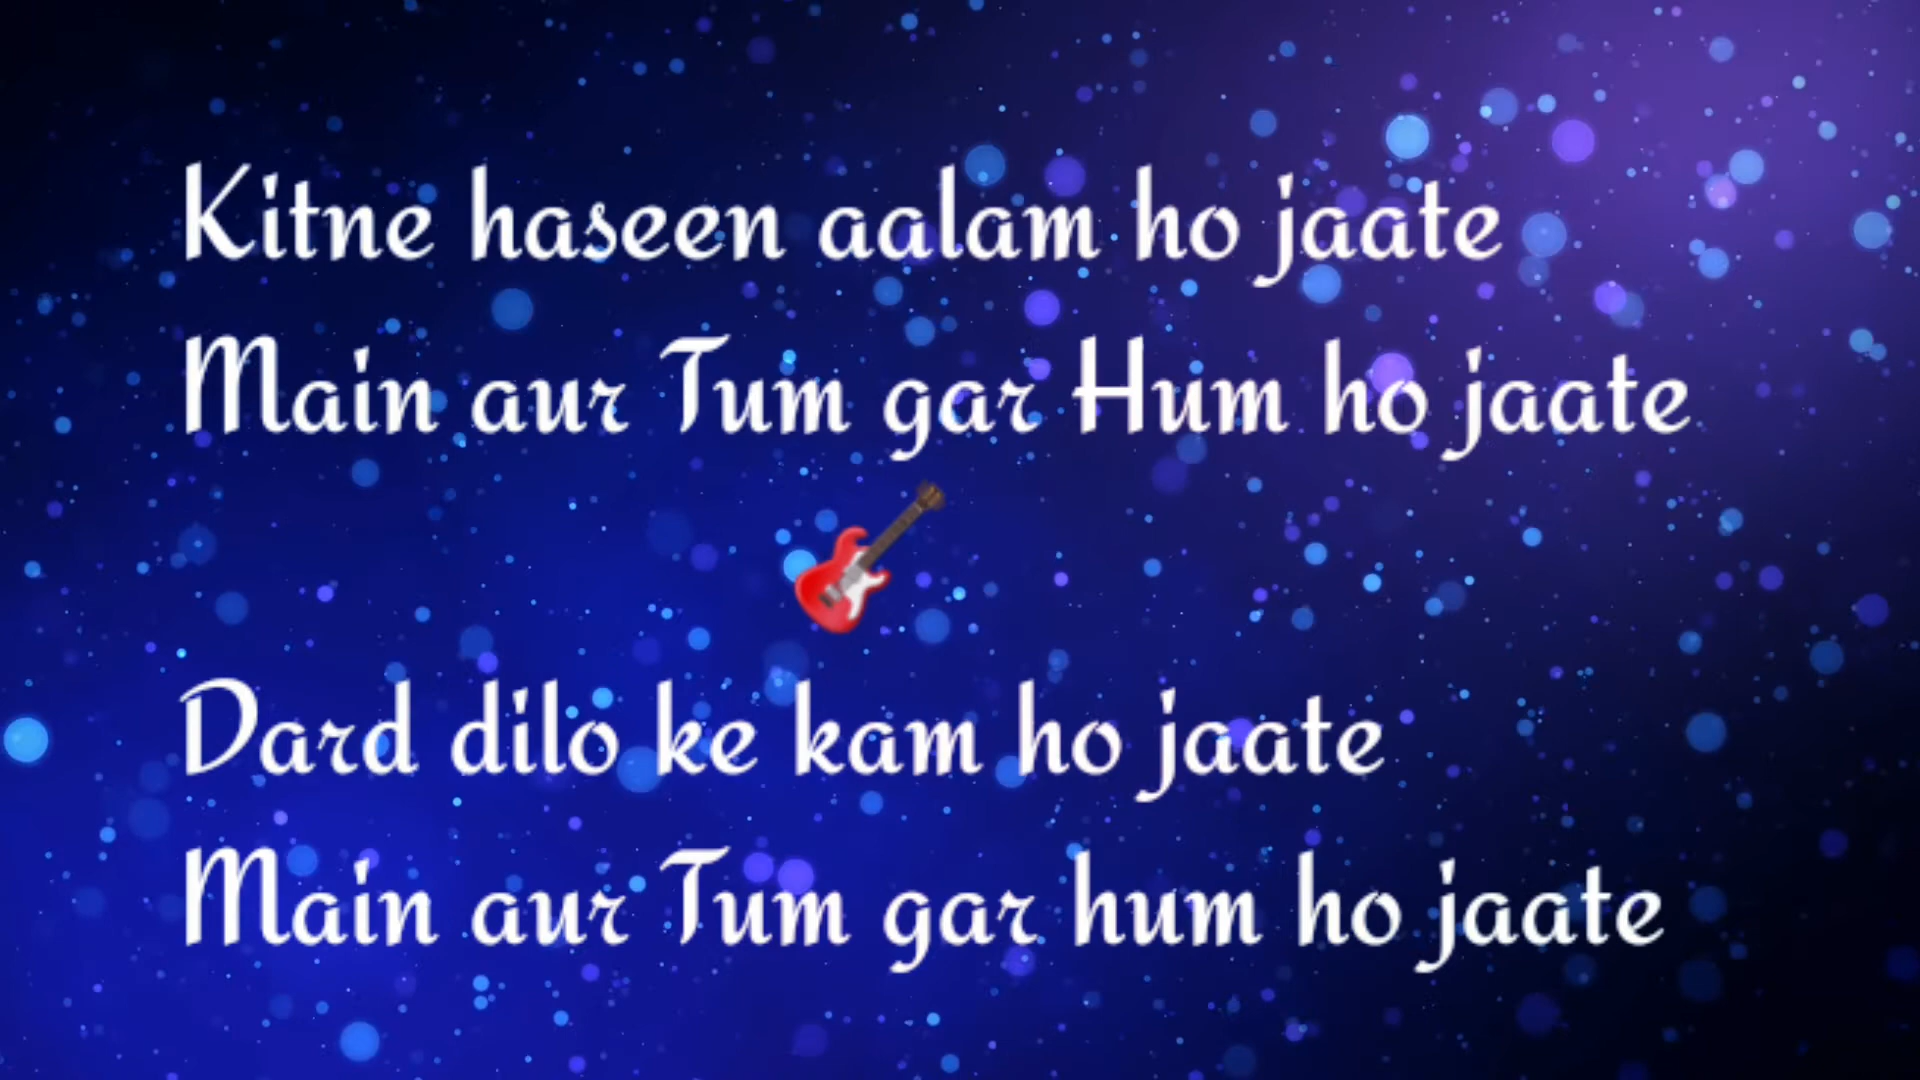 Kitne haseen aalam ho jaate
Main aur Tum gar Hum ho jaate
Dard dilo ke kam ho jaate
Main aur Tum gar hum ho jaate